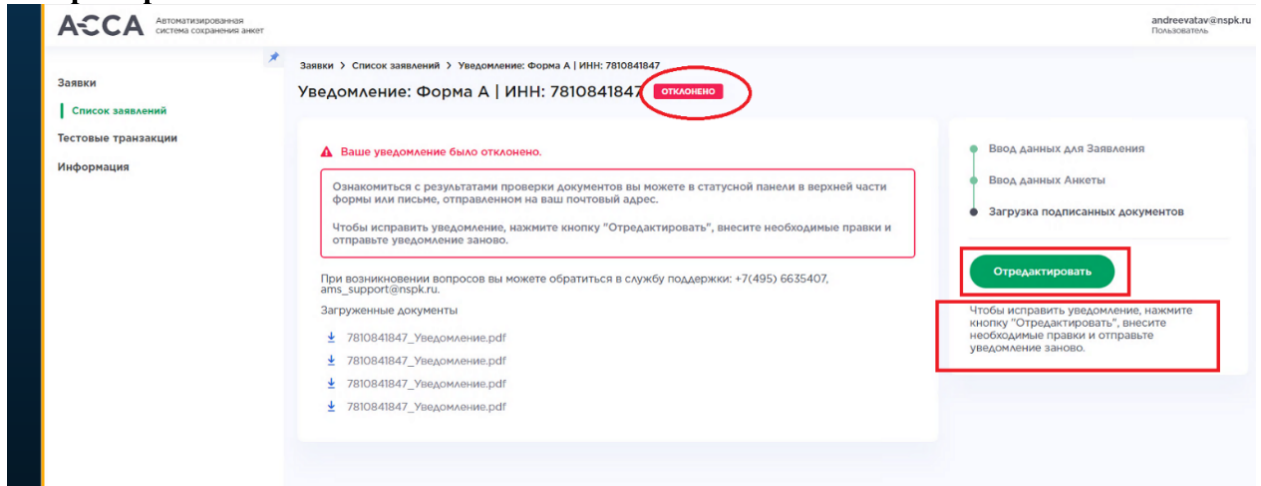 АССА
Автоматизированная
система сохранения анкет
andreevatav@nspk.ru
Пользователь
Заявки
Список заявлений
Тестовые транзакции
Информация
Заявки > Список заявлений > Уведомление: Форма А | ИНН: 7810841847
Уведомление: Форма А | ИНН: 7810841847 ОТКЛОНЕНО
Ваше уведомление было отклонено.
Ознакомиться с результатами проверки документов вы можете в статусной панели в верхней части
формы или письме, отправленном на ваш почтовый адрес.
Чтобы исправить уведомление, нажмите кнопку "Отредактировать", внесите необходимые правки и
отправьте уведомление заново.
При возникновении вопросов вы можете обратиться в службу поддержки: +7(495) 6635407,
ams_support@nspk.ru.
Загруженные документы
7810841847_Уведомление.pdf
7810841847_Уведомление.pdf
7810841847_Уведомление.pdf
7810841847_Уведомление.pdf
Ввод данных для Заявления
Ввод данных Анкеты
Загрузка подписанных документов
Отредактировать
Чтобы исправить уведомление, нажмите
кнопку "Отредактировать", внесите
необходимые правки и отправьте
уведомление заново.